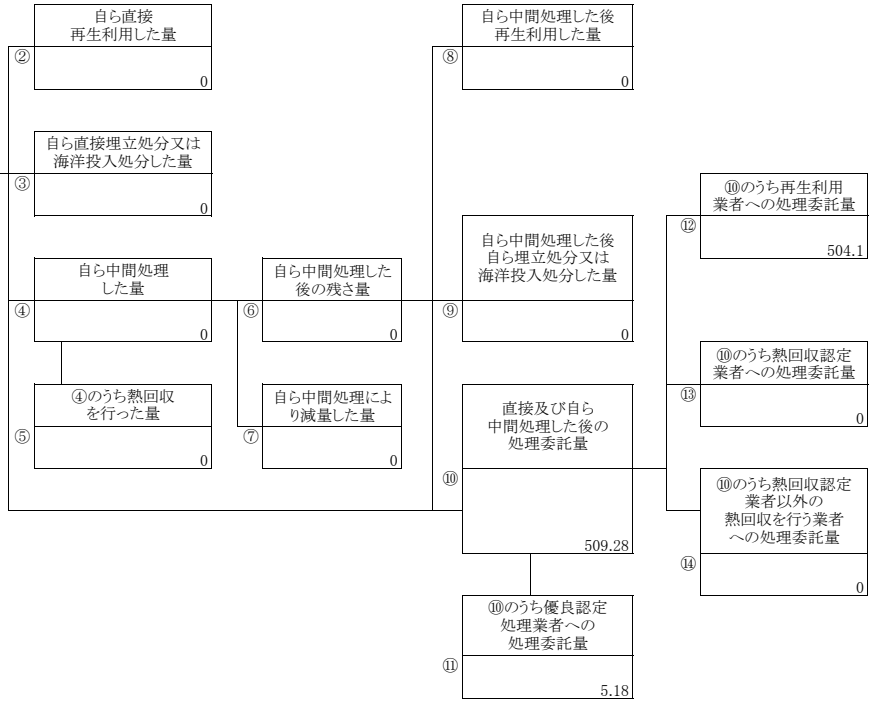 自ら直接
再生利用した量
②
0
自ら直接埋立処分又は
海洋投入処分した量
③
0
自ら中間処理
した量
④
0
④のうち熱回収
を行った量
⑤
0
自ら中間処理した
後の残さ量
⑥
0
自ら中間処理によ
り減量した量
⑦
0
自ら中間処理した後
再生利用した量
⑧
0
自ら中間処理した後
自ら埋立処分又は
海洋投入処分した量
⑨
0
直接及び自ら
中間処理した後の
処理委託量
⑩
509.28
⑩のうち優良認定
処理業者への
処理委託量
⑪
5.18
⑩のうち再生利用
業者への処理委託量
⑫
504.1
⑩のうち熱回収認定
業者への処理委託量
⑬
0
⑩のうち熱回収認定
業者以外の
熱回収を行う業者
への処理委託量
⑭
0